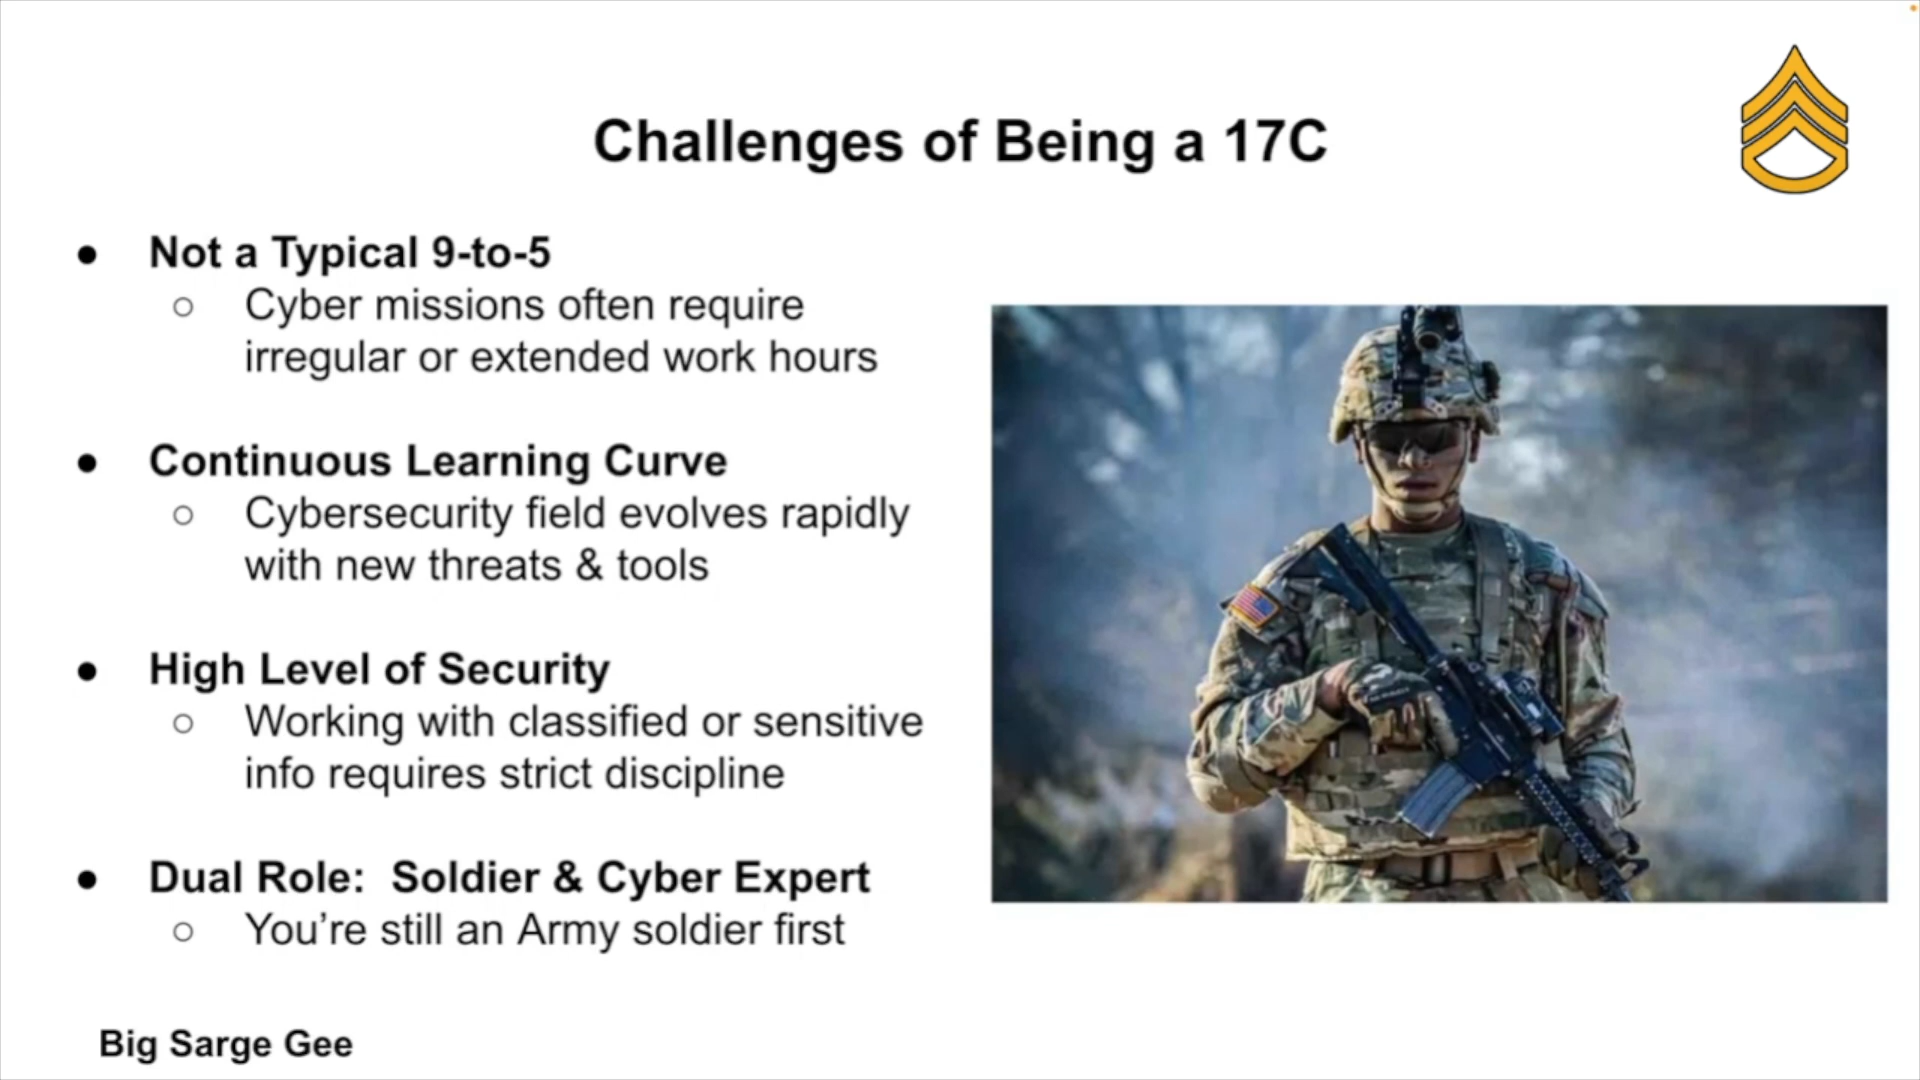 Challenges of Being a 17C
● Not a Typical 9-to-5
○ Cyber missions often require
irregular or extended work hours
● Continuous Learning Curve
○ Cybersecurity field evolves rapidly
with new threats & tools
● High Level of Security
○ Working with classified or sensitive
info requires strict discipline
● Dual Role:  Soldier & Cyber Expert
○ You’re still an Army soldier first
Big Sarge Gee